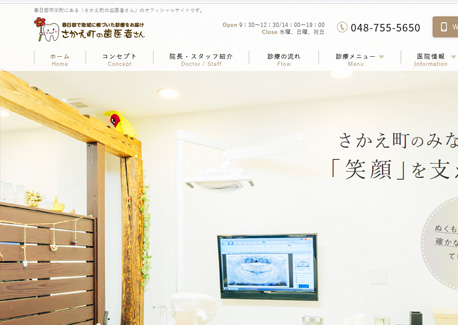 春日部市栄町にある「さかえ町の歯医者さん」のオフィシャルサイトです。
春日部で地域に根づいた診療をお届け
さかえ町の歯医者さん
Open 9：30～12：30/14：00～19：00
Close 水曜、日曜、祝日
048-755-5650
W
ホーム
Home
コンセプト
Concept
院長・スタッフ紹介
Doctor / Staff
診療の流れ
Flow
診療メニュー
Menu
医院情報
Information
さかえ町のみな
「笑顔」を支
ぬくも
確かな
て